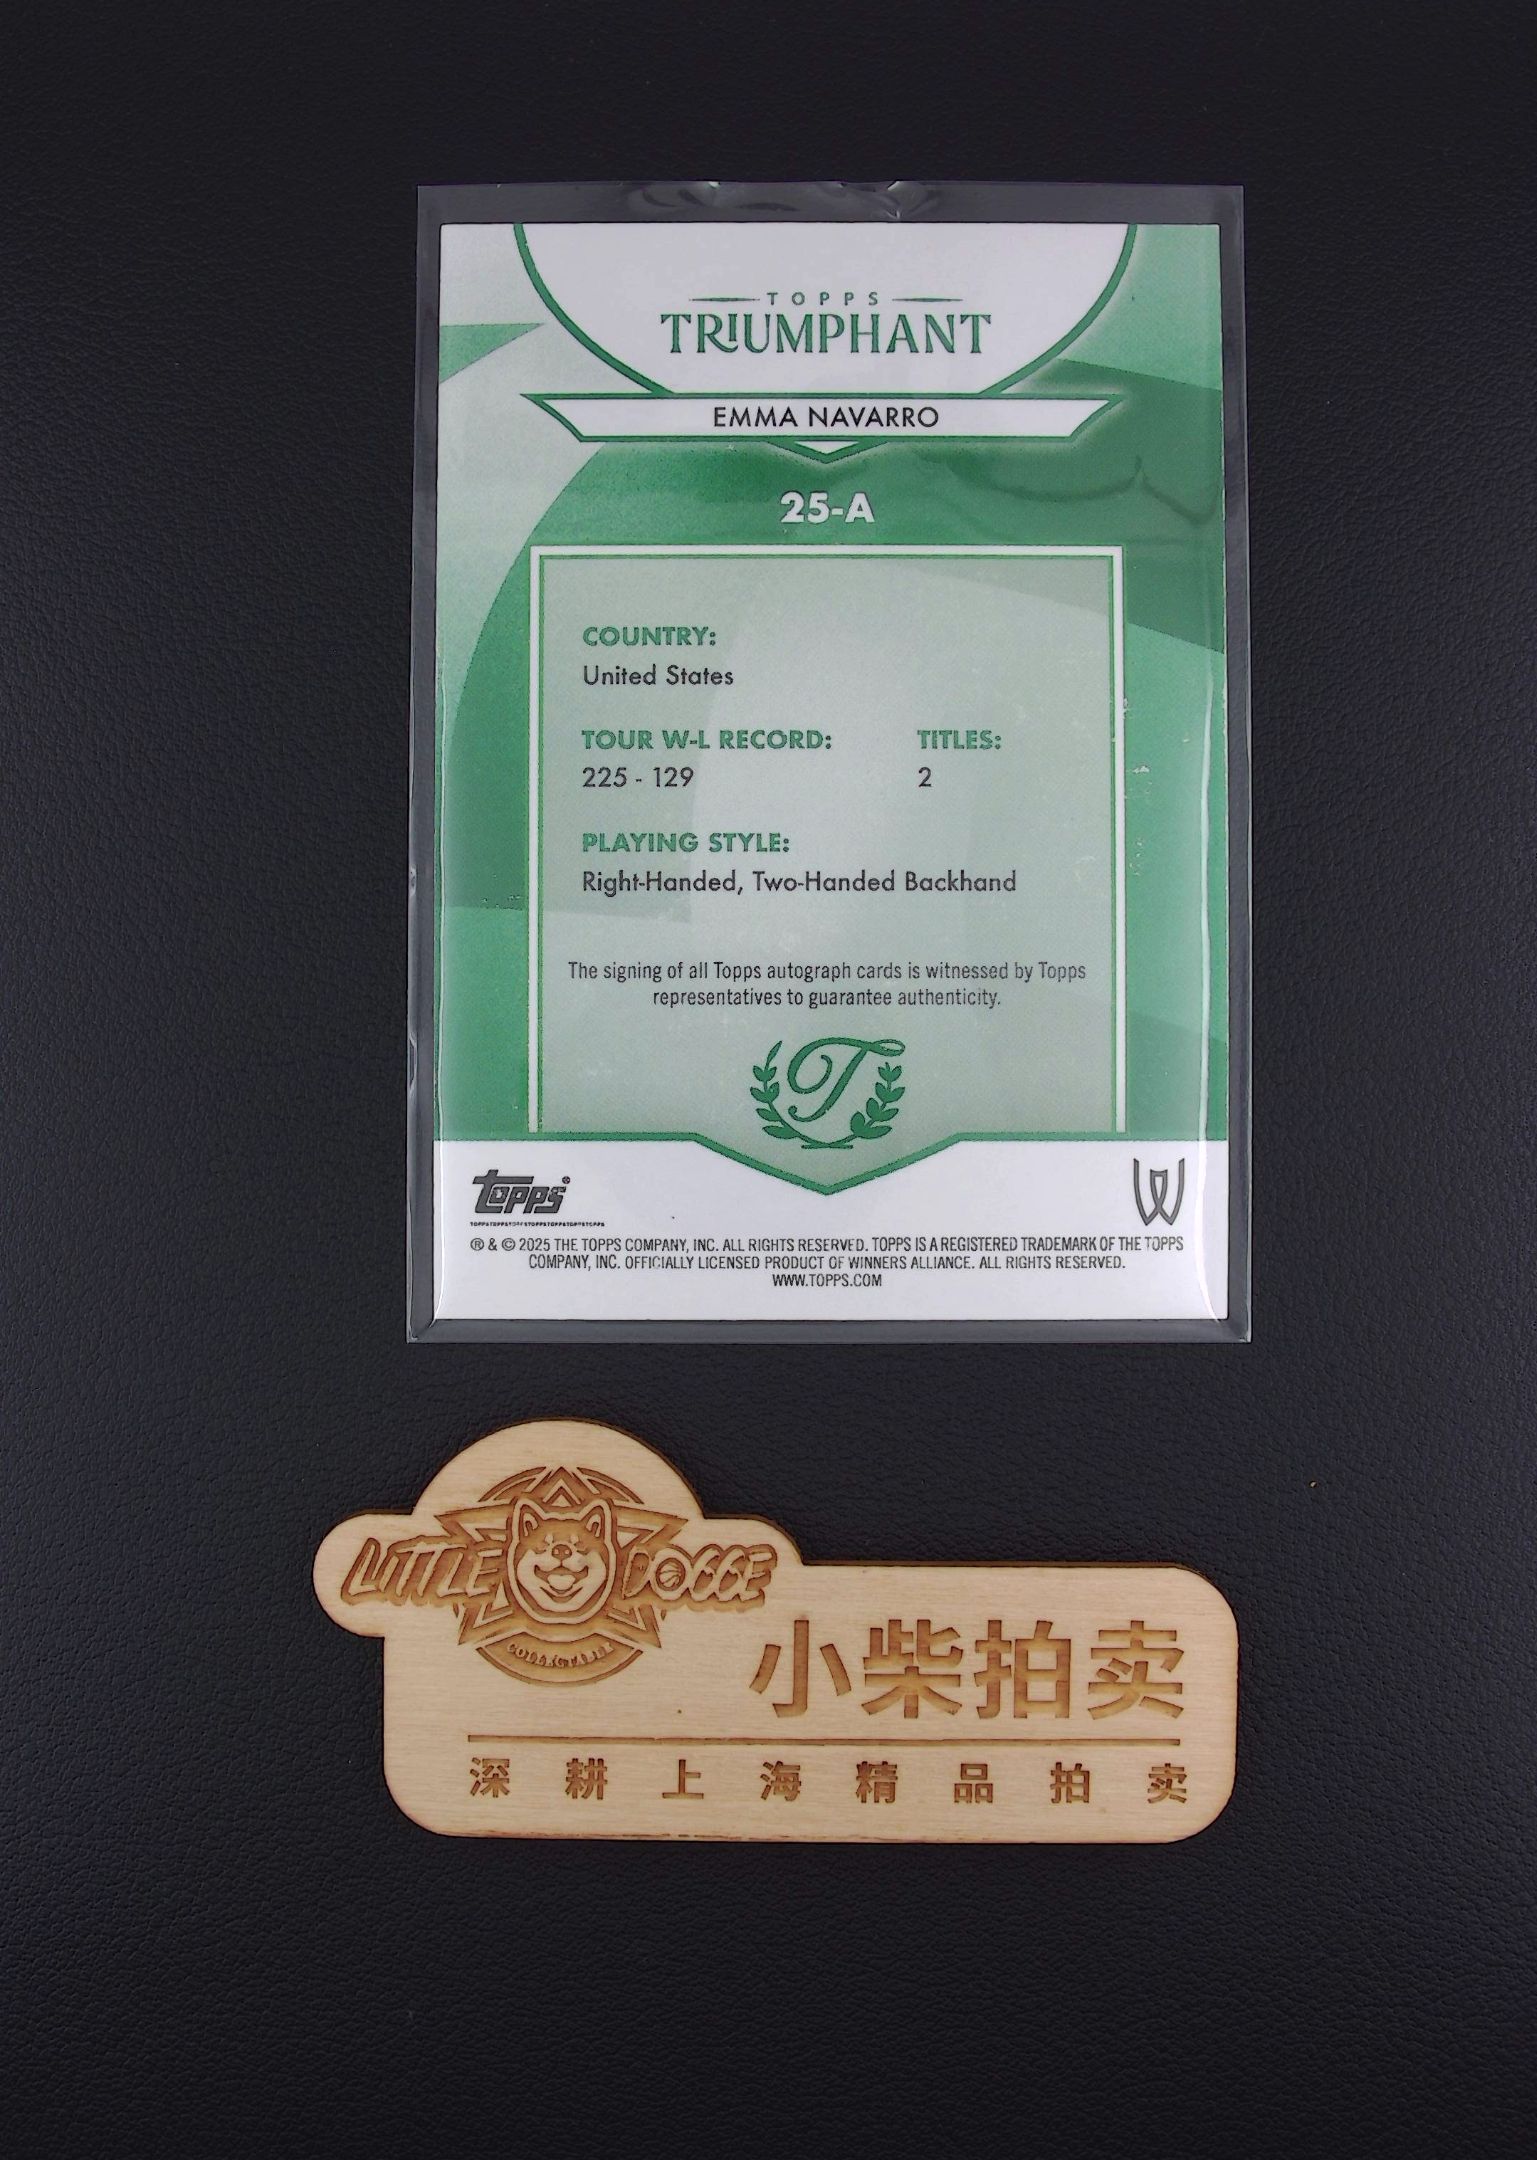 TOPPS
TRIUMPHANT
EMMA NAVARRO
25-A
COUNTRY:
United States
TOUR W-L RECORD: TITLES:
225 - 129 2
PLAYING STYLE:
Right-Handed, Two-Handed Backhand
The signing of all Topps autograph cards is witnessed by Topps
representatives to guarantee authenticity.
T
topps®
TOPPSTOPPSTOPPSTOPPSTOPPSTOPPSTOPPS
W
® & © 2025 THE TOPPS COMPANY, INC. ALL RIGHTS RESERVED. TOPPS IS A REGISTERED TRADEMARK OF THE TOPPS
COMPANY, INC. OFFICIALLY LICENSED PRODUCT OF WINNERS ALLIANCE. ALL RIGHTS RESERVED.
WWW.TOPPS.COM
LITTLE DOGGE
COLLECTABLE
小柴拍卖
深耕上海精品拍卖